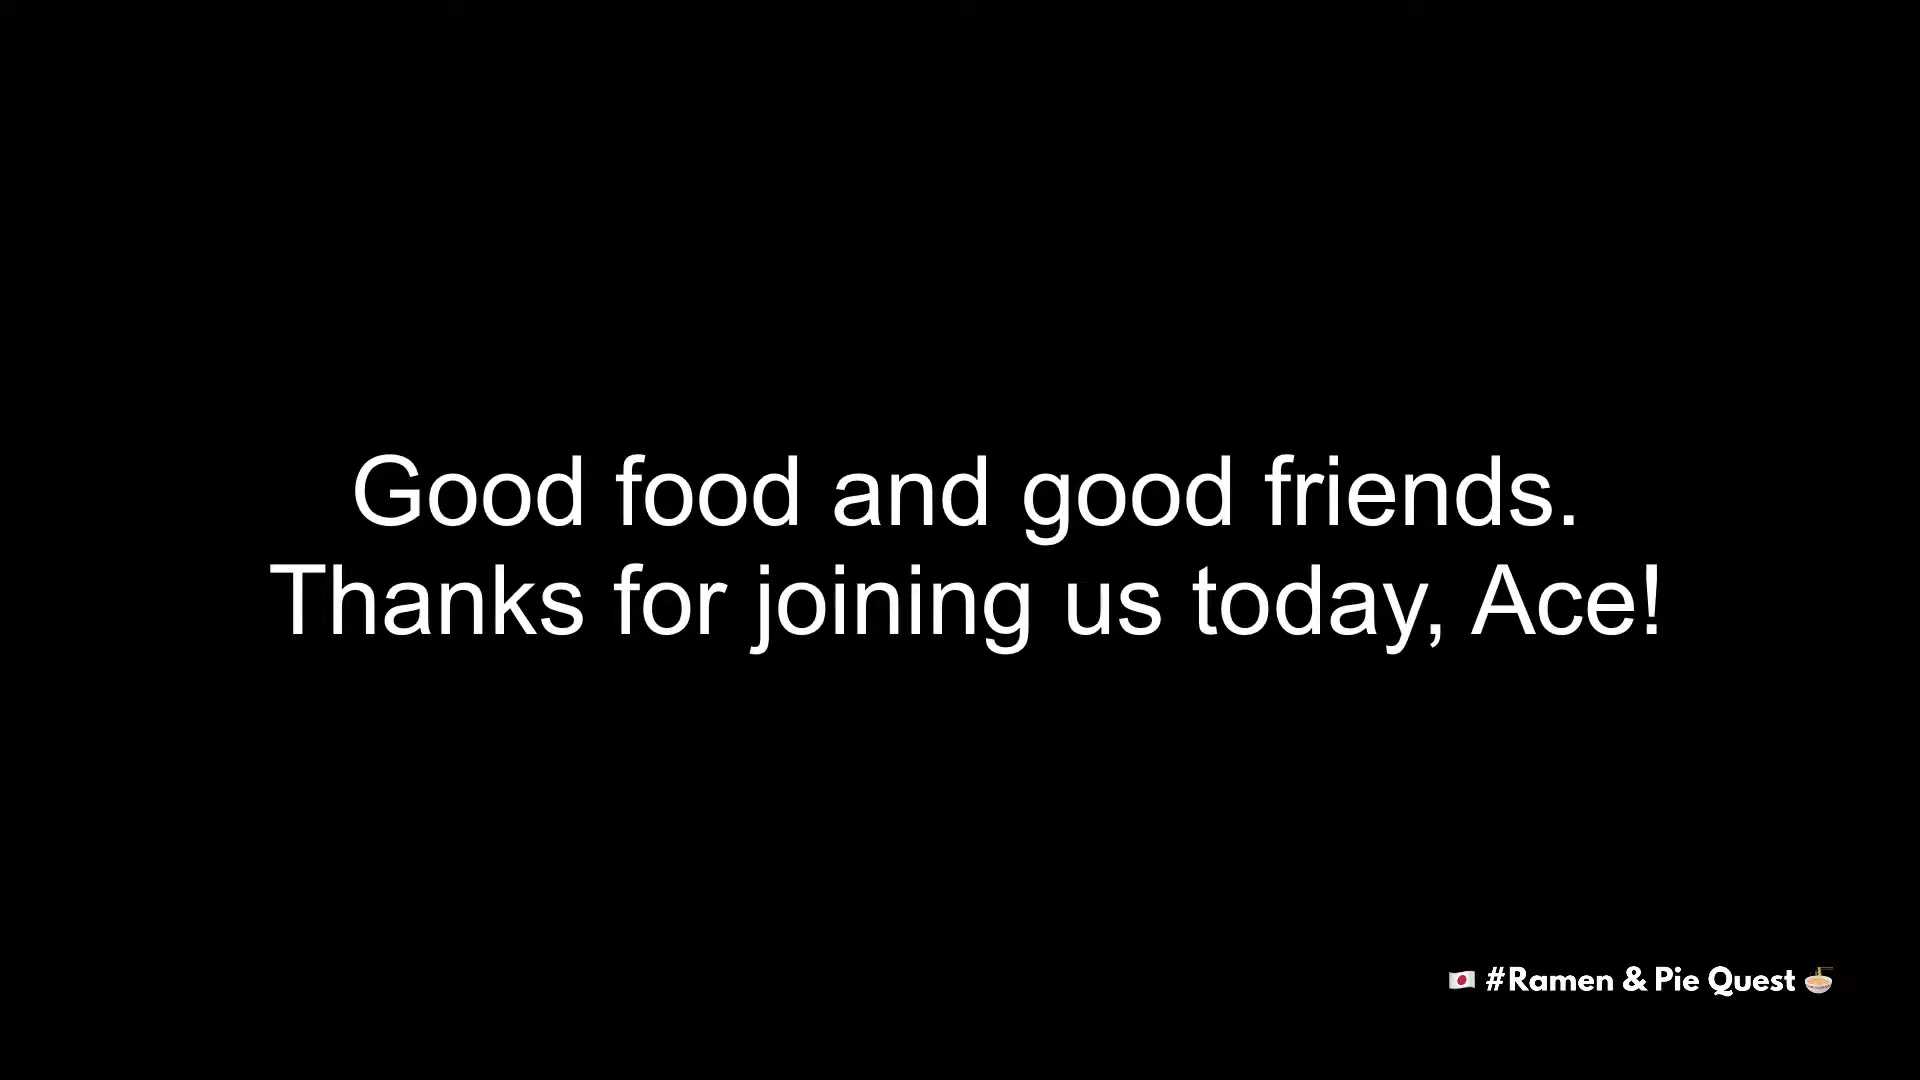 Good food and good friends.
Thanks for joining us today, Ace!
🇯🇵 #Ramen & Pie Quest 🍜